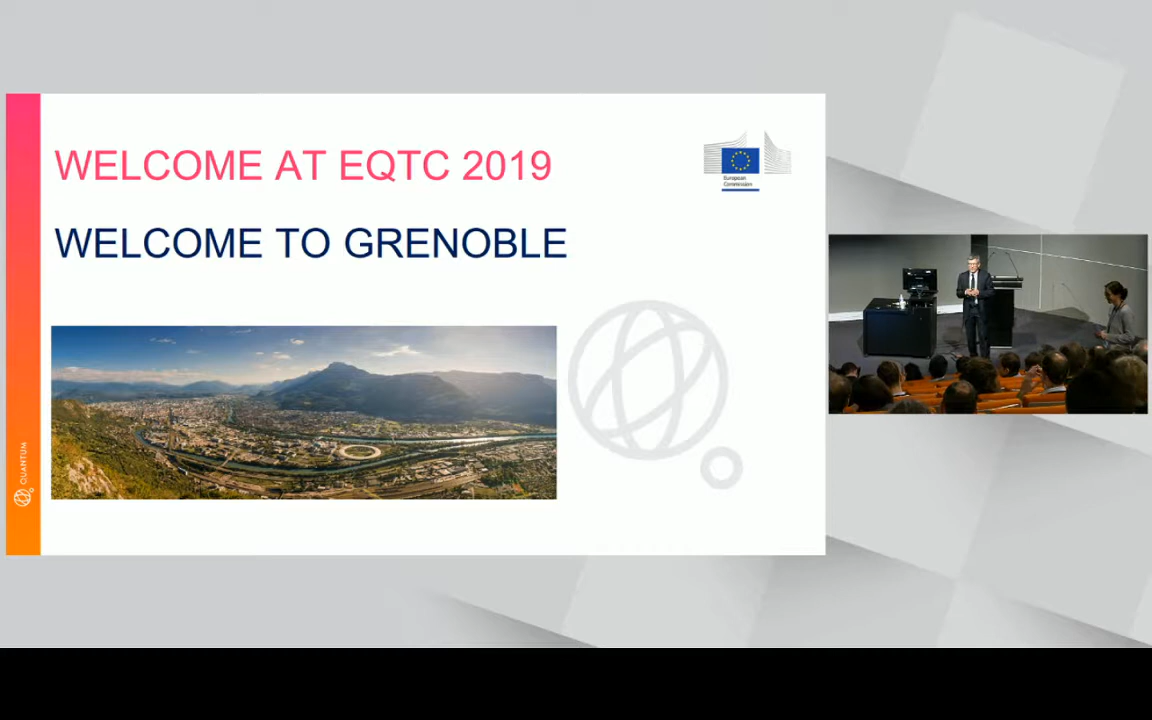 WELCOME AT EQTC 2019
European
Commission
WELCOME TO GRENOBLE
QUANTUM